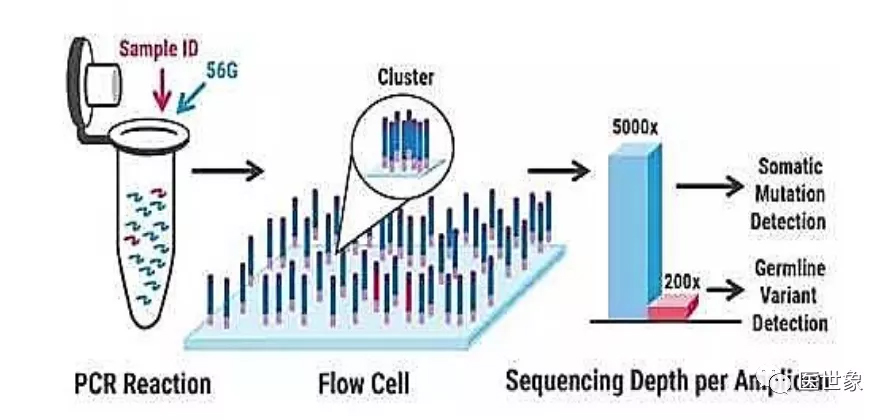 Sample ID
56G
Cluster
5000x
Somatic
Mutation
Detection
200x
Germline
Variant
Detection
PCR Reaction
Flow Cell
Sequencing Depth per Amplicon
医世象